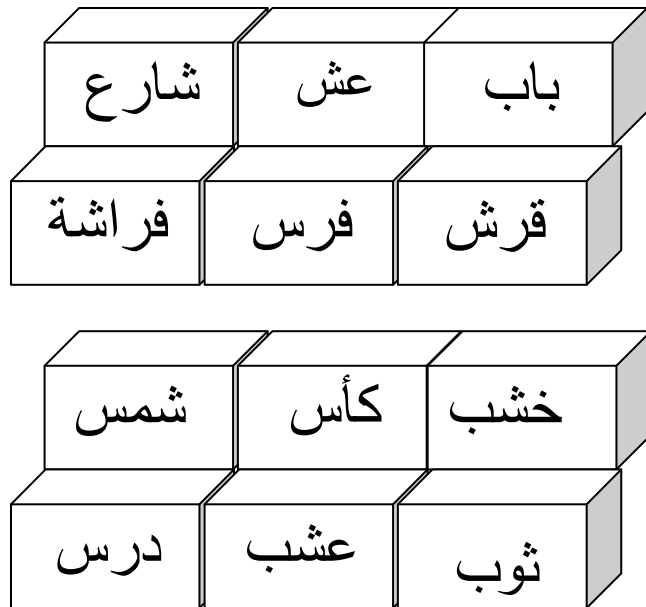 باب عش شارع
قرش فرس فراشة
خشب كأس شمس
ثوب عشب درس